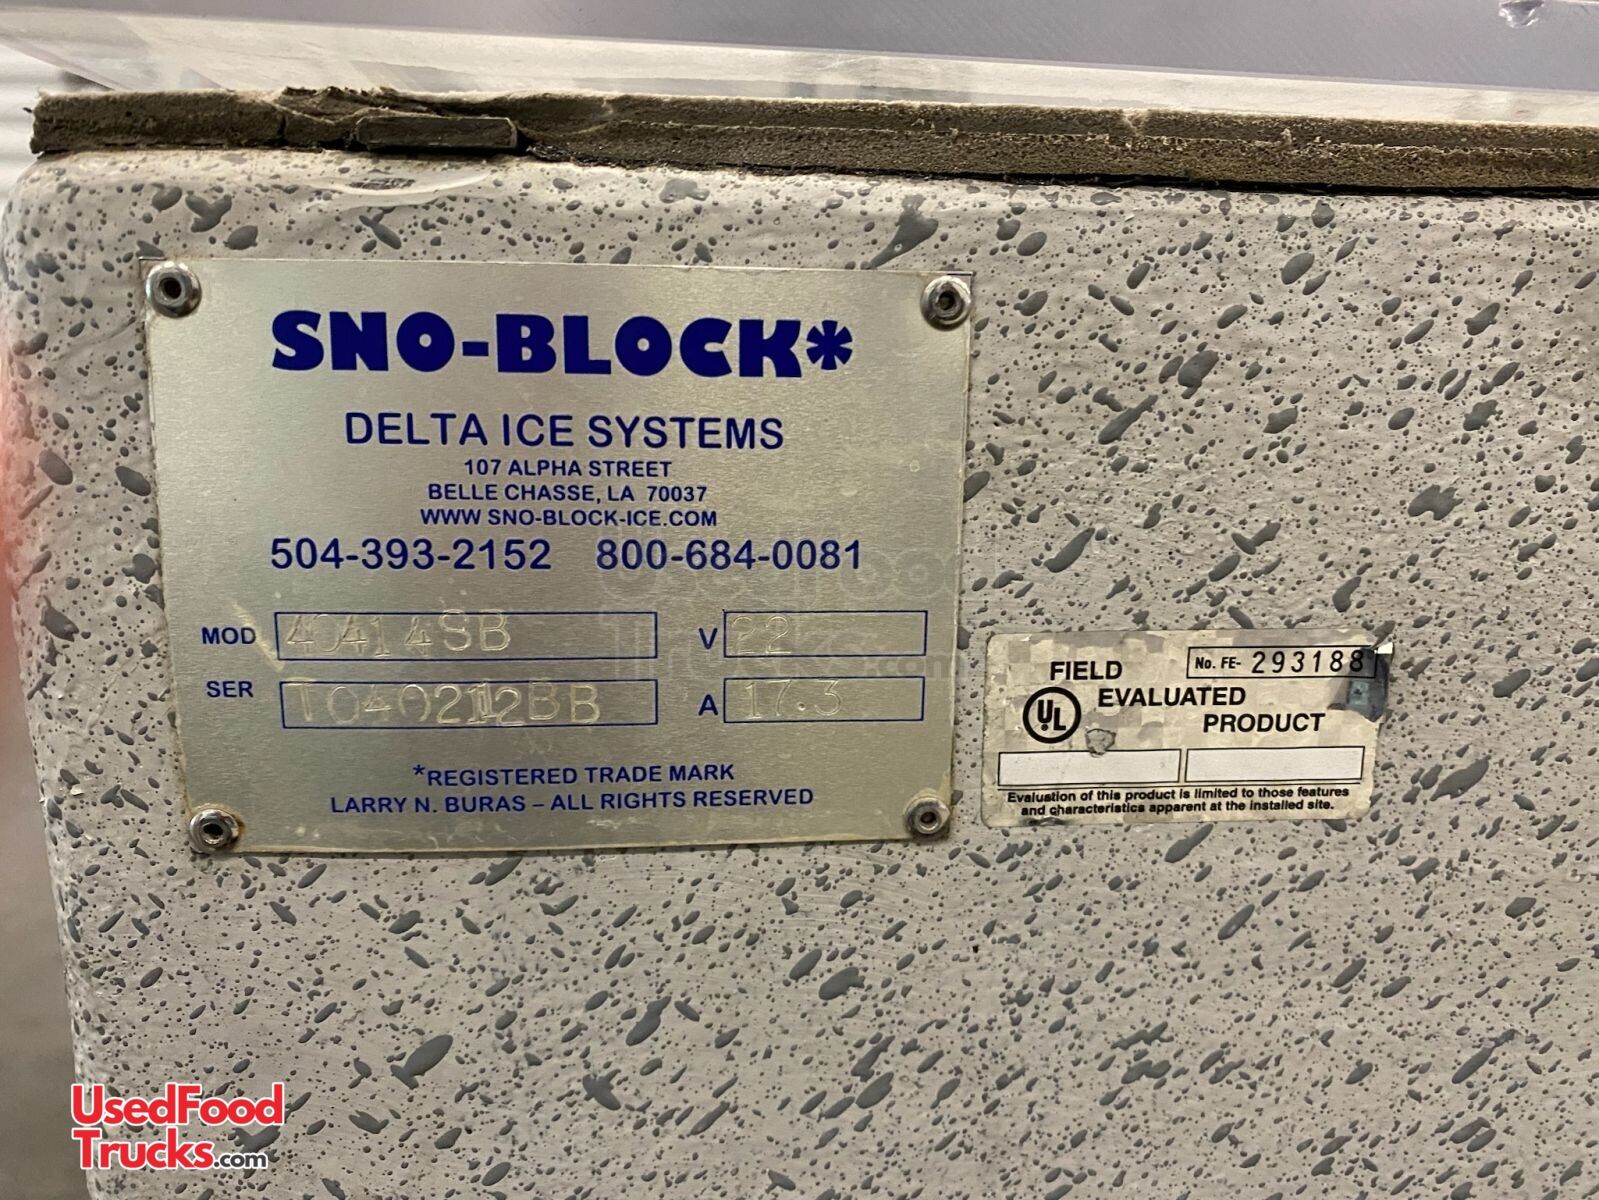 SNO-BLOCK*
DELTA ICE SYSTEMS
107 ALPHA STREET
BELLE CHASSE, LA 70037
WWW SNO-BLOCK-ICE.COM
504-393-2152 800-684-0081
MOD 40414SB V 22
SER T040212BB A 17.3
*REGISTERED TRADE MARK
LARRY N. BURAS – ALL RIGHTS RESERVED
No. FE- 293188
FIELD
UL EVALUATED
PRODUCT
Evaluation of this product is limited to those features
and characteristics apparent at the installed site.
UsedFood
Trucks.com